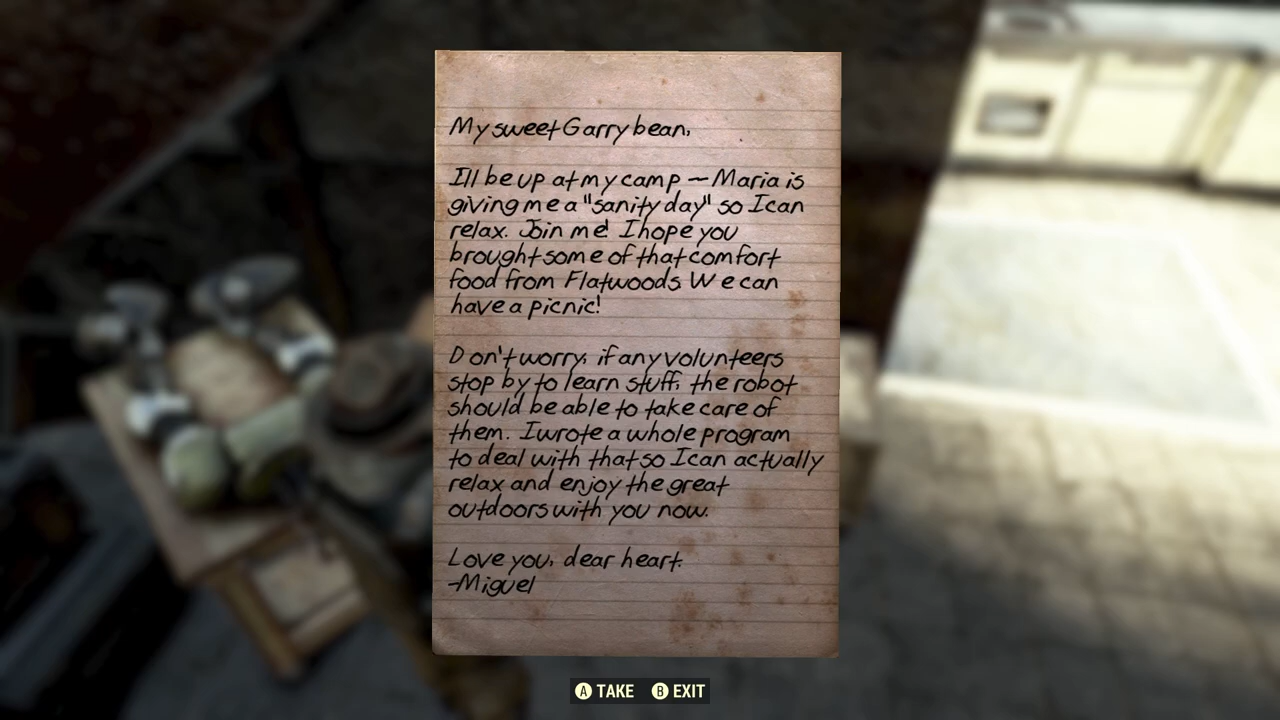 My sweet Garry bean,
I'll be up at my camp — Maria is
giving me a "sanity day" so I can
relax. Join me! I hope you
brought some of that comfort
food from Flatwoods. We can
have a picnic!
Don't worry, if any volunteers
stop by to learn stuff, the robot
should be able to take care of
them. I wrote a whole program
to deal with that so I can actually
relax and enjoy the great
outdoors with you now.
Love you, dear heart.
-Miguel
A TAKE B EXIT